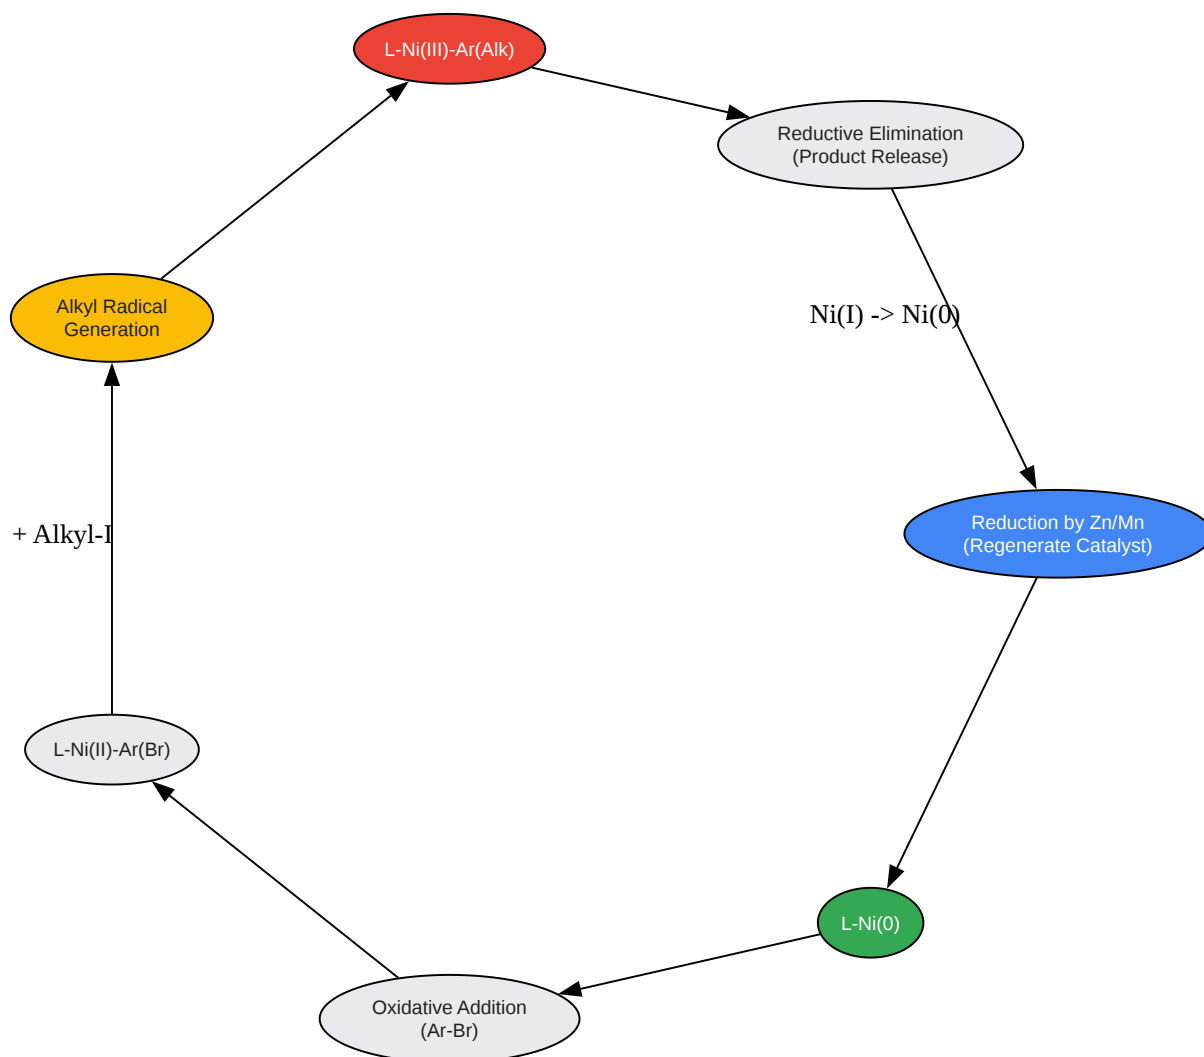 L-Ni(III)-Ar(Alk)
Reductive Elimination
(Product Release)
Alkyl Radical
Generation
Ni(I) -> Ni(0)
+ Alkyl-I
Reduction by Zn/Mn
(Regenerate Catalyst)
L-Ni(II)-Ar(Br)
L-Ni(0)
Oxidative Addition
(Ar-Br)